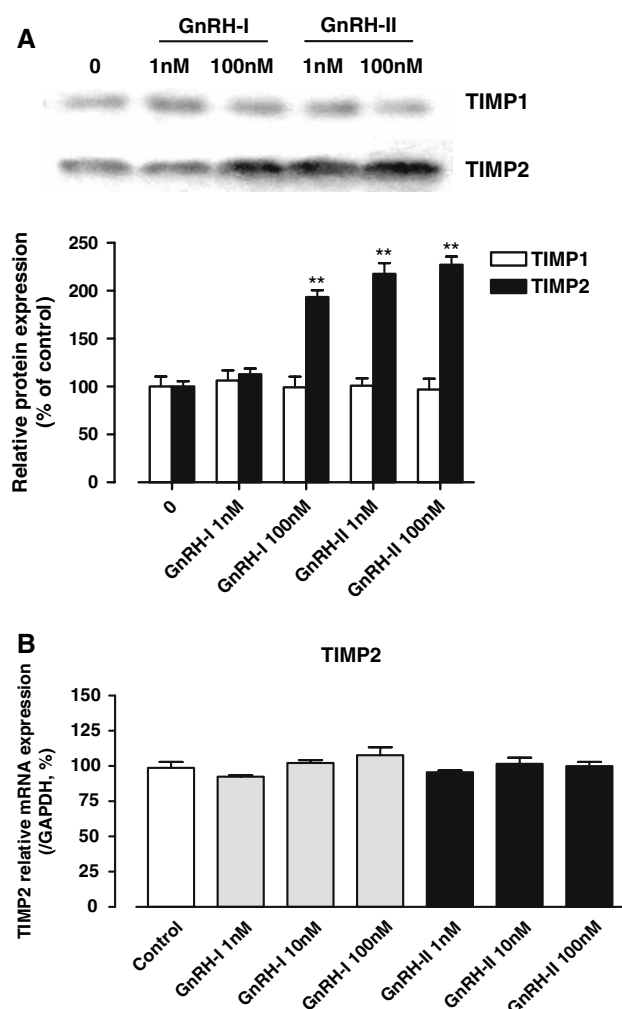 A
GnRH-I GnRH-II
0 1nM 100nM 1nM 100nM
TIMP1
TIMP2
Relative protein expression
(% of control)
250
200
150
100
50
0
** ** **
TIMP1
TIMP2
0
GnRH-I 1nM
GnRH-I 100nM
GnRH-II 1nM
GnRH-II 100nM
B
TIMP2
TIMP2 relative mRNA expression
(/GAPDH, %)
150
125
100
75
50
25
0
Control
GnRH-I 1nM
GnRH-I 10nM
GnRH-I 100nM
GnRH-II 1nM
GnRH-II 10nM
GnRH-II 100nM